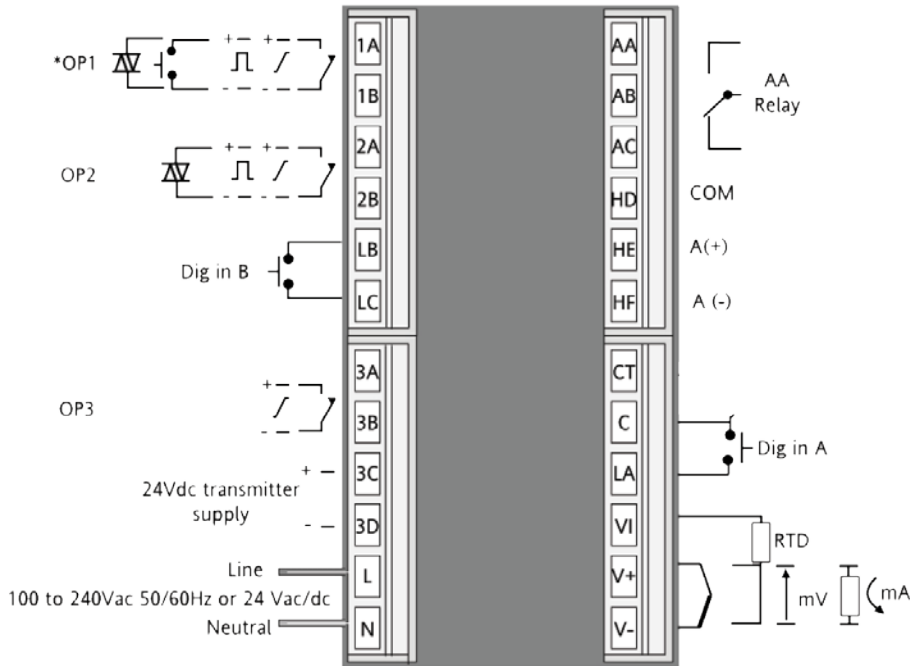 *OP1
1A
1B
OP2
2A
2B
Dig in B
LB
LC
OP3
3A
3B
+
3C
24Vdc transmitter
supply
-
3D
Line
L
100 to 240Vac 50/60Hz or 24 Vac/dc
Neutral
N
AA
AB
AC
AA
Relay
HD
COM
HE
A(+)
HF
A (-)
CT
C
LA
Dig in A
VI
RTD
V+
V-
mV
mA